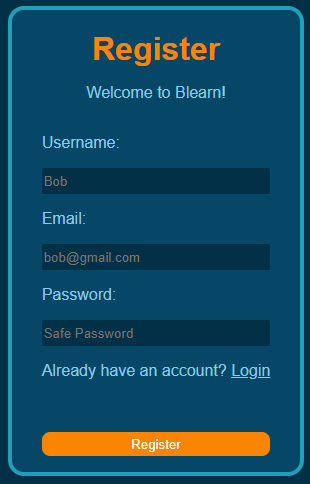 Register
Welcome to Blearn!
Username:
Bob
Email:
bob@gmail.com
Password:
Safe Password
Already have an account? Login
Register